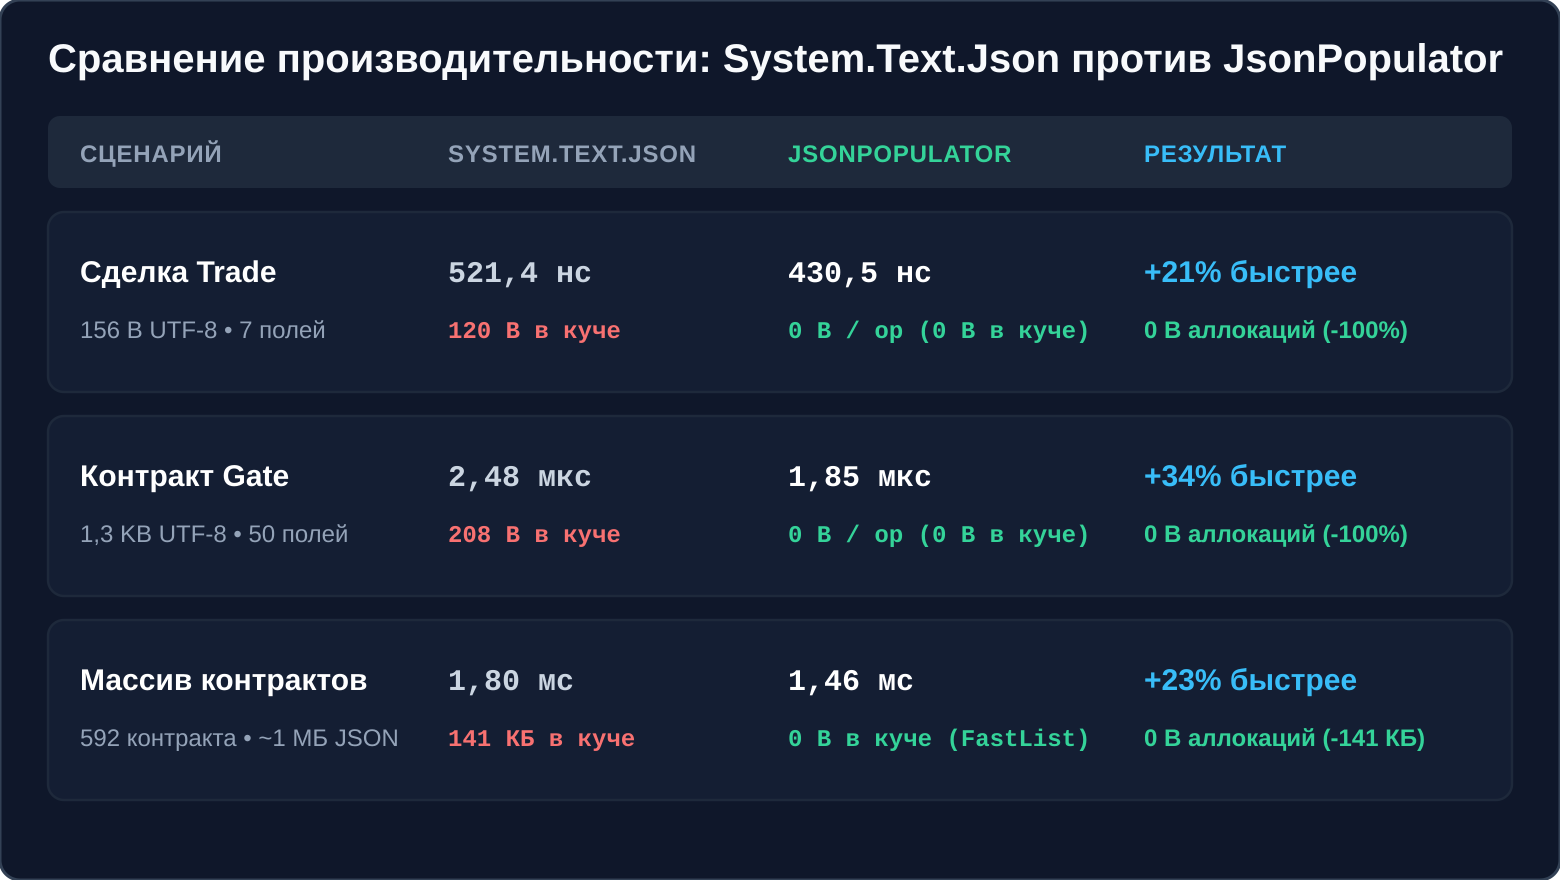 Сравнение производительности: System.Text.Json против JsonPopulator
СЦЕНАРИЙ SYSTEM.TEXT.JSON JSONPOPULATOR РЕЗУЛЬТАТ
Сделка Trade 521,4 нс 430,5 нс +21% быстрее
156 B UTF-8 • 7 полей 120 B в куче 0 B / op (0 B в куче) 0 B аллокаций (-100%)
Контракт Gate 2,48 мкс 1,85 мкс +34% быстрее
1,3 KB UTF-8 • 50 полей 208 B в куче 0 B / op (0 B в куче) 0 B аллокаций (-100%)
Массив контрактов 1,80 мс 1,46 мс +23% быстрее
592 контракта • ~1 МБ JSON 141 КБ в куче 0 B в куче (FastList) 0 B аллокаций (-141 КБ)